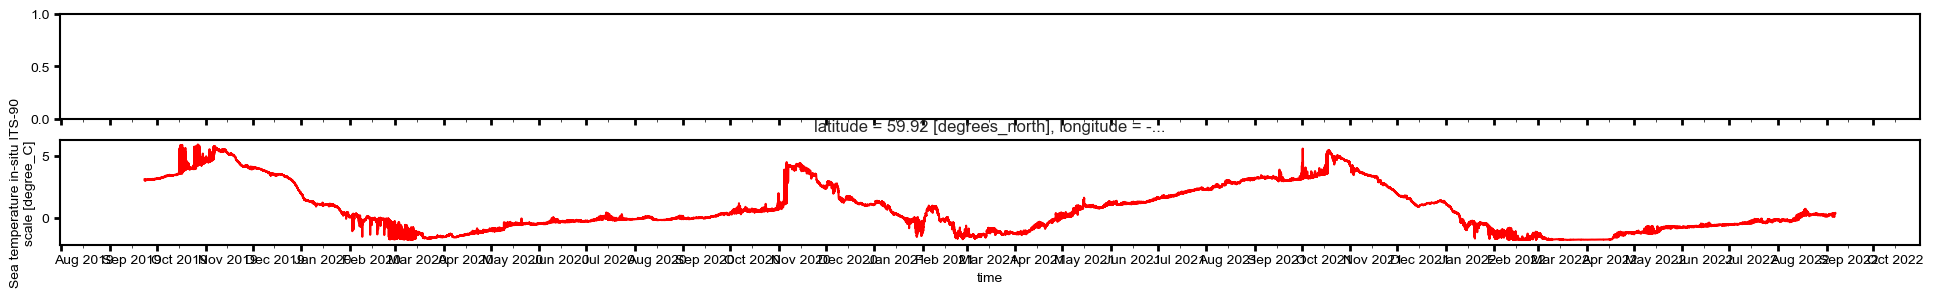 1.0
0.5
0.0
latitude = 59.92 [degrees_north], longitude = -...
Sea temperature in-situ ITS-90
scale [degree_C]
5
0
Aug 2019 Sep 2019 Oct 2019 Nov 2019 Dec 2019 Jan 2020 Feb 2020 Mar 2020 Apr 2020 May 2020 Jun 2020 Jul 2020 Aug 2020 Sep 2020 Oct 2020 Nov 2020 Dec 2020 Jan 2021 Feb 2021 Mar 2021 Apr 2021 May 2021 Jun 2021 Jul 2021 Aug 2021 Sep 2021 Oct 2021 Nov 2021 Dec 2021 Jan 2022 Feb 2022 Mar 2022 Apr 2022 May 2022 Jun 2022 Jul 2022 Aug 2022 Sep 2022 Oct 2022
time